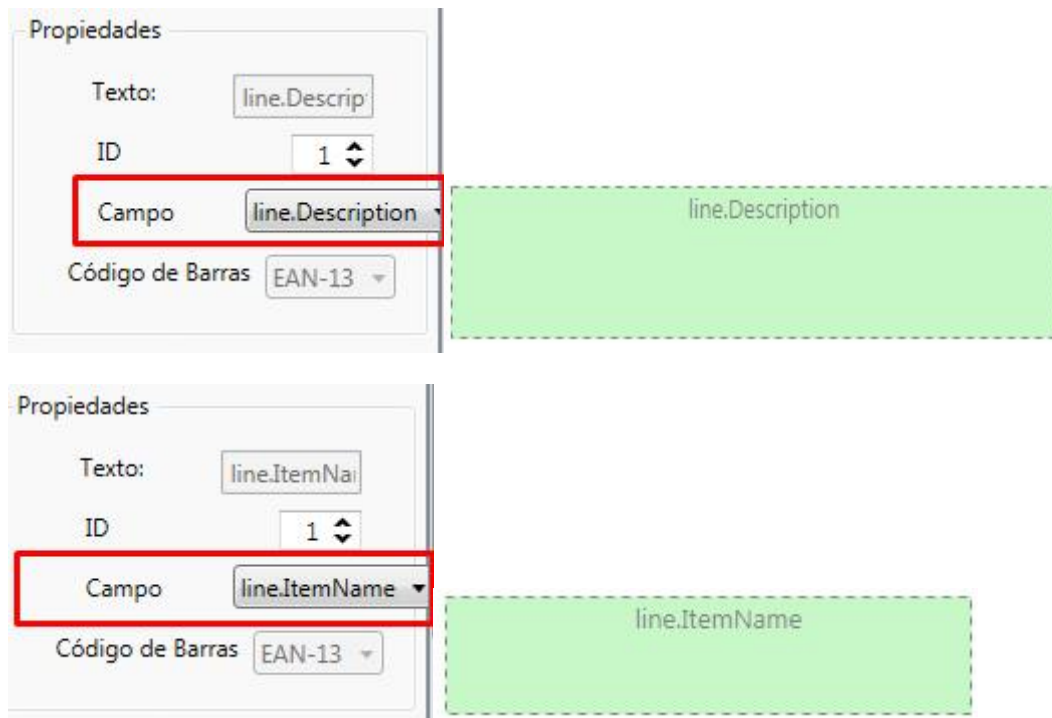 Propiedades
Texto: line.Descrip
ID 1
Campo line.Description
Código de Barras EAN-13
line.Description
Propiedades
Texto: line.ItemNa
ID 1
Campo line.ItemName
Código de Barras EAN-13
line.ItemName